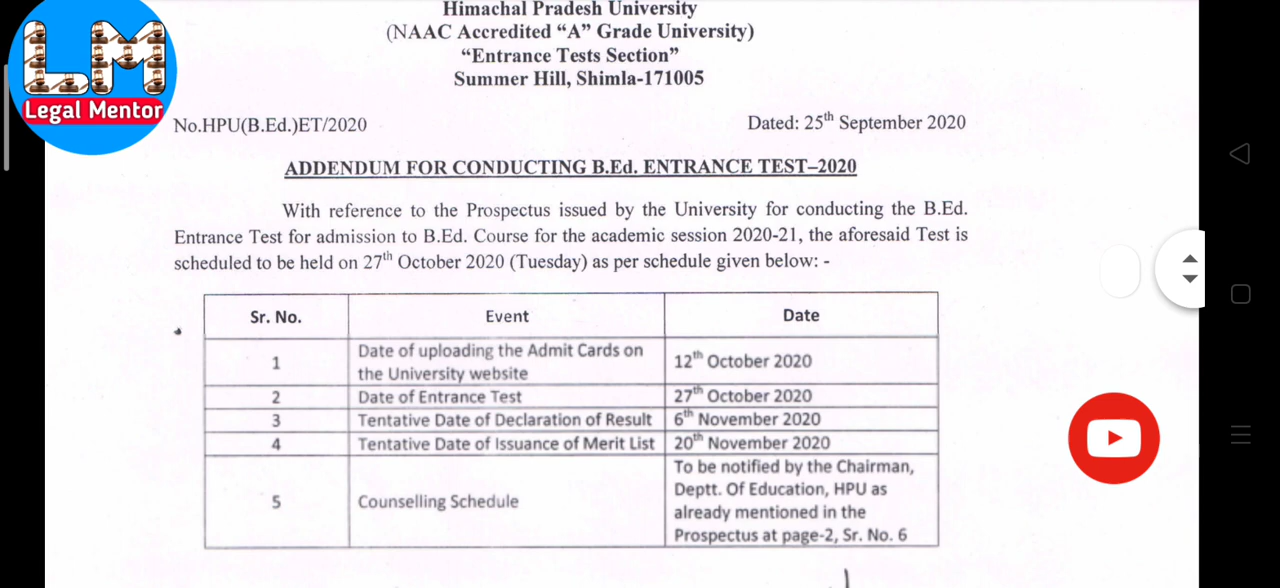 Himachal Pradesh University
(NAAC Accredited “A” Grade University)
“Entrance Tests Section”
Summer Hill, Shimla-171005
LM
Legal Mentor
No.HPU(B.Ed.)ET/2020
Dated: 25th September 2020
ADDENDUM FOR CONDUCTING B.Ed. ENTRANCE TEST–2020
With reference to the Prospectus issued by the University for conducting the B.Ed.
Entrance Test for admission to B.Ed. Course for the academic session 2020-21, the aforesaid Test is
scheduled to be held on 27th October 2020 (Tuesday) as per schedule given below: -
Sr. No. Event Date
1 Date of uploading the Admit Cards on the University website 12th October 2020
2 Date of Entrance Test 27th October 2020
3 Tentative Date of Declaration of Result 6th November 2020
4 Tentative Date of Issuance of Merit List 20th November 2020
5 Counselling Schedule To be notified by the Chairman,
Deptt. Of Education, HPU as
already mentioned in the
Prospectus at page-2, Sr. No. 6